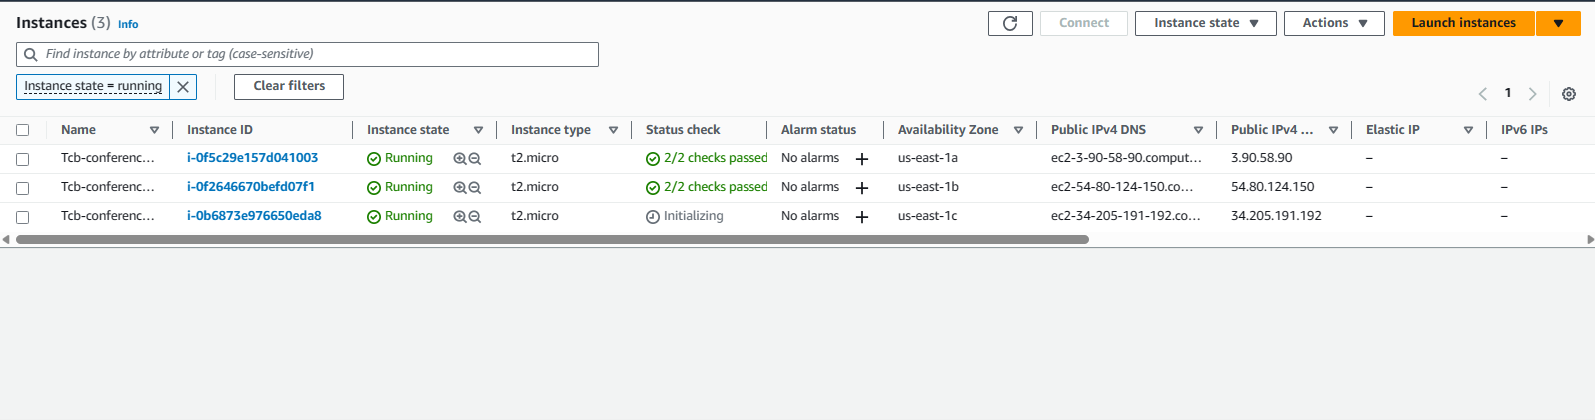 Instances (3) Info
Connect Instance state Actions Launch instances
Find instance by attribute or tag (case-sensitive)
Instance state = running Clear filters
1
Name Instance ID Instance state Instance type Status check Alarm status Availability Zone Public IPv4 DNS Public IPv4 ... Elastic IP IPv6 IPs
Tcb-conferenc... i-0f5c29e157d041003 Running t2.micro 2/2 checks passed No alarms + us-east-1a ec2-3-90-58-90.comput... 3.90.58.90 – –
Tcb-conferenc... i-0f2646670befd07f1 Running t2.micro 2/2 checks passed No alarms + us-east-1b ec2-54-80-124-150.co... 54.80.124.150 – –
Tcb-conferenc... i-0b6873e976650eda8 Running t2.micro Initializing No alarms + us-east-1c ec2-34-205-191-192.co... 34.205.191.192 – –